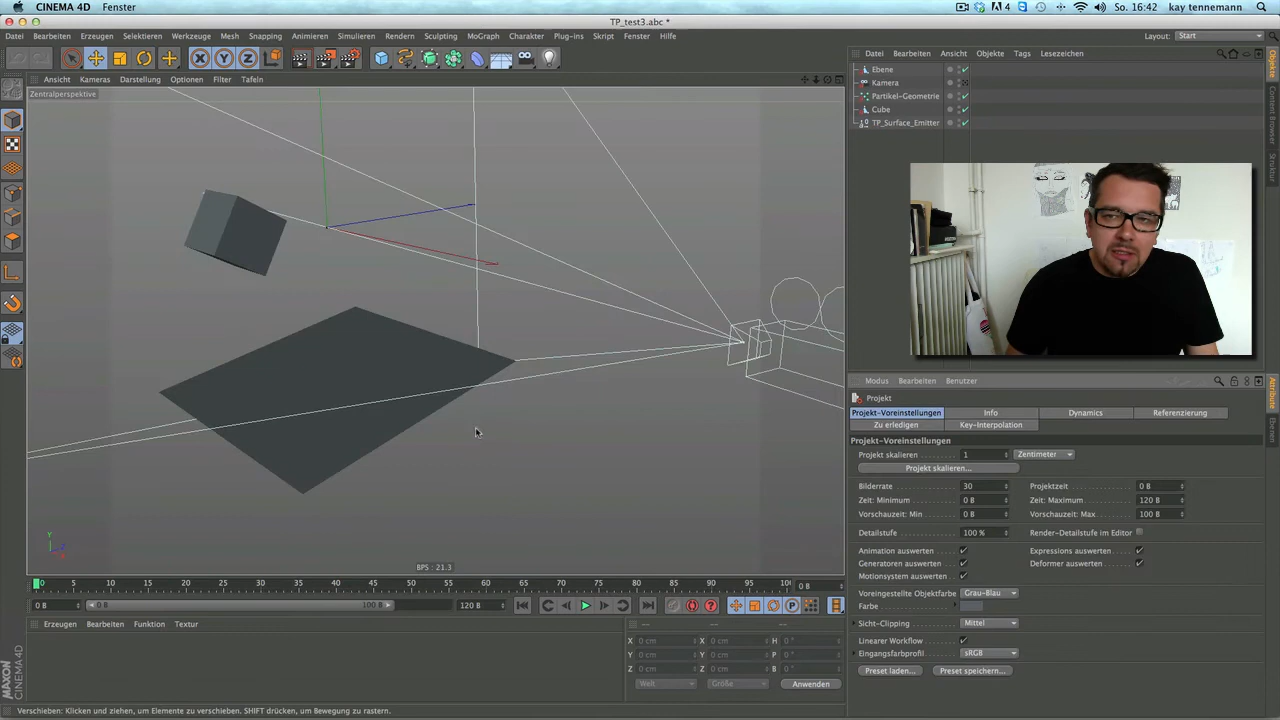 CINEMA 4D Fenster
4 So. 16:42 kay tennemann
TP_test3.abc *
Datei Bearbeiten Erzeugen Selektieren Werkzeuge Mesh Snapping Animieren Simulieren Rendern Sculpting MoGraph Charakter Plug-ins Skript Fenster Hilfe Layout: Start
X Y Z
Datei Bearbeiten Ansicht Objekte Tags Lesezeichen
Ansicht Kameras Darstellung Optionen Filter Tafeln
Zentralperspektive
Ebene
Kamera
Partikel-Geometrie
Cube
TP_Surface_Emitter
Objekte
Content Browser
Struktur
Modus Bearbeiten Benutzer
Attribute
Ebenen
Projekt
Projekt-Voreinstellungen Info Dynamics Referenzierung
Zu erledigen Key-Interpolation
Projekt-Voreinstellungen
Projekt skalieren 1 Zentimeter
Projekt skalieren...
Bilderrate 30 Projektzeit 0 B
Zeit: Minimum 0 B Zeit: Maximum 120 B
Vorschauzeit: Min 0 B Vorschauzeit: Max 100 B
Detailstufe 100 % Render-Detailstufe im Editor
Animation auswerten Expressions auswerten
Generatoren auswerten Deformer auswerten
Motionsystem auswerten
Voreingestellte Objektfarbe Grau-Blau
Farbe
Sicht-Clipping Mittel
Linearer Workflow
Eingangsfarbprofil sRGB
Preset laden... Preset speichern...
Y
BPS : 21.3
0 5 10 15 20 25 30 35 40 45 50 55 60 65 70 75 80 85 90 95 100 0 B
0 B 0 B 100 B 120 B
Erzeugen Bearbeiten Funktion Textur
-- -- --
X 0 cm X 0 cm H 0 °
Y 0 cm Y 0 cm P 0 °
Z 0 cm Z 0 cm B 0 °
Welt Größe Anwenden
MAXON
CINEMA 4D
Verschieben: Klicken und ziehen, um Elemente zu verschieben. SHIFT drücken, um Bewegung zu rastern.